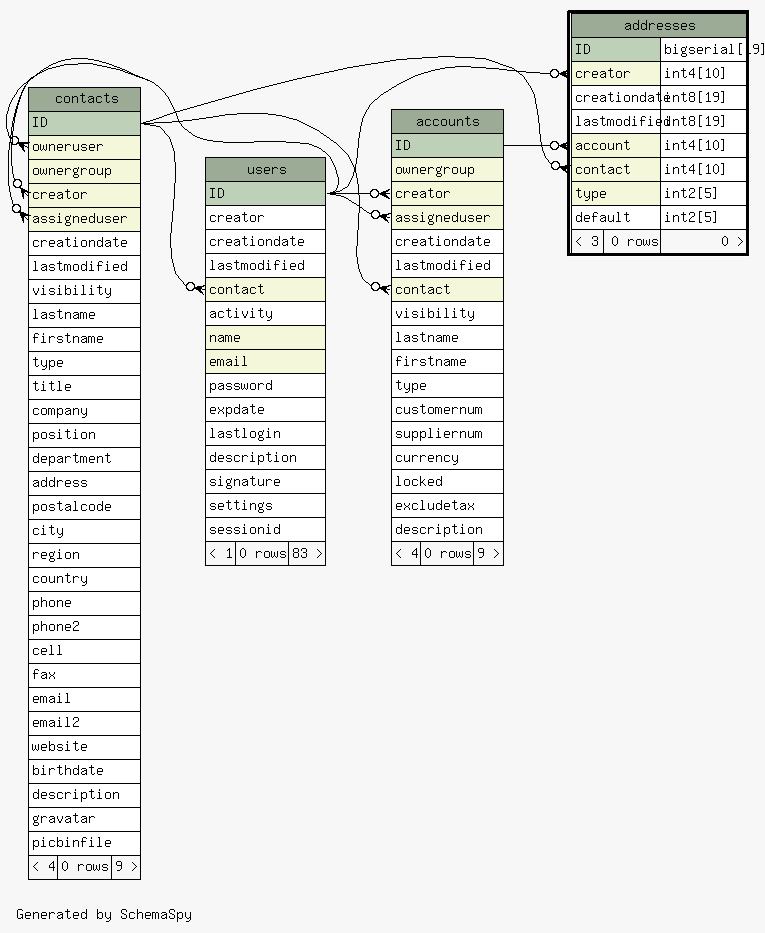 contacts
ID
owneruser
ownergroup
creator
assigneduser
creationdate
lastmodified
visibility
lastname
firstname
type
title
company
position
department
address
postalcode
city
region
country
phone
phone2
cell
fax
email
email2
website
birthdate
description
gravatar
picbinfile
< 4 0 rows 9 >
users
ID
creator
creationdate
lastmodified
contact
activity
name
email
password
expdate
lastlogin
description
signature
settings
sessionid
< 1 0 rows 83 >
accounts
ID
ownergroup
creator
assigneduser
creationdate
lastmodified
contact
visibility
lastname
firstname
type
customernum
suppliernum
currency
locked
excludetax
description
< 4 0 rows 9 >
addresses
ID bigserial[19]
creator int4[10]
creationdate int8[19]
lastmodified int8[19]
account int4[10]
contact int4[10]
type int2[5]
default int2[5]
< 3 0 rows 0 >
Generated by SchemaSpy